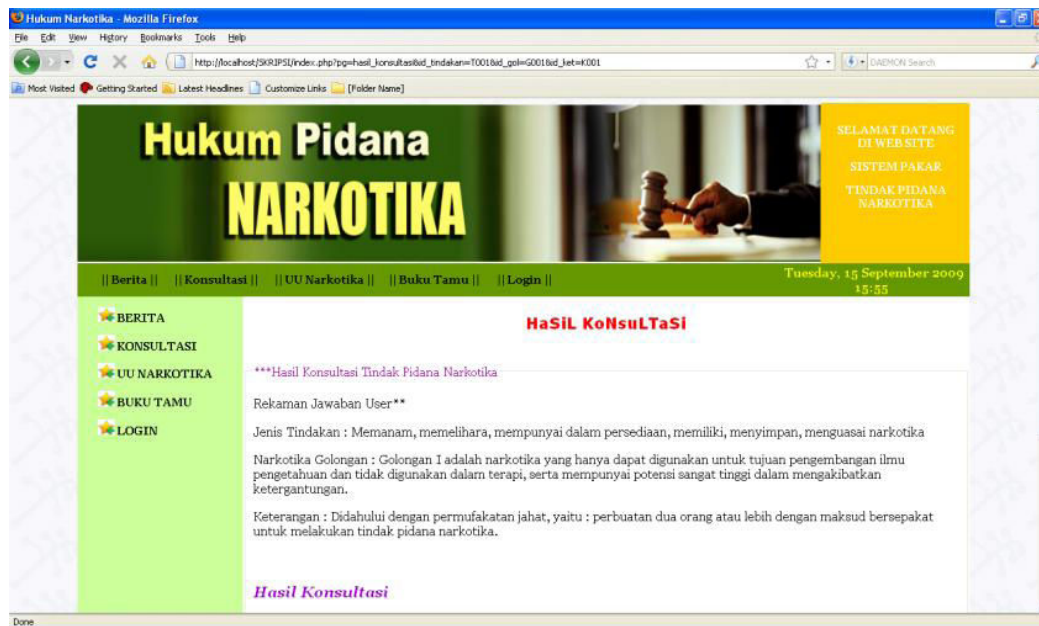 Hukum Narkotika - Mozilla Firefox
File Edit View History Bookmarks Tools Help
http://localhost/SKRIPSI/index.php?pg=hasil_konsultasi&id_tindakan=T001&id_gol=G001&id_ket=K001
DAEMON Search
Most Visited Getting Started Latest Headlines Customize Links [Folder Name]
Hukum Pidana
NARKOTIKA
SELAMAT DATANG
DI WEB SITE
SISTEM PAKAR
TINDAK PIDANA
NARKOTIKA
|| Berita || || Konsultasi || || UU Narkotika || || Buku Tamu || || Login ||
Tuesday, 15 September 2009
15:55
BERITA
KONSULTASI
UU NARKOTIKA
BUKU TAMU
LOGIN
HaSiL KoNsuLTaSi
***Hasil Konsultasi Tindak Pidana Narkotika
Rekaman Jawaban User**
Jenis Tindakan : Memanam, memelihara, mempunyai dalam persediaan, memiliki, menyimpan, menguasai narkotika
Narkotika Golongan : Golongan I adalah narkotika yang hanya dapat digunakan untuk tujuan pengembangan ilmu
pengetahuan dan tidak digunakan dalam terapi, serta mempunyai potensi sangat tinggi dalam mengakibatkan
ketergantungan.
Keterangan : Didahului dengan permufakatan jahat, yaitu : perbuatan dua orang atau lebih dengan maksud bersepakat
untuk melakukan tindak pidana narkotika.
Hasil Konsultasi
Done